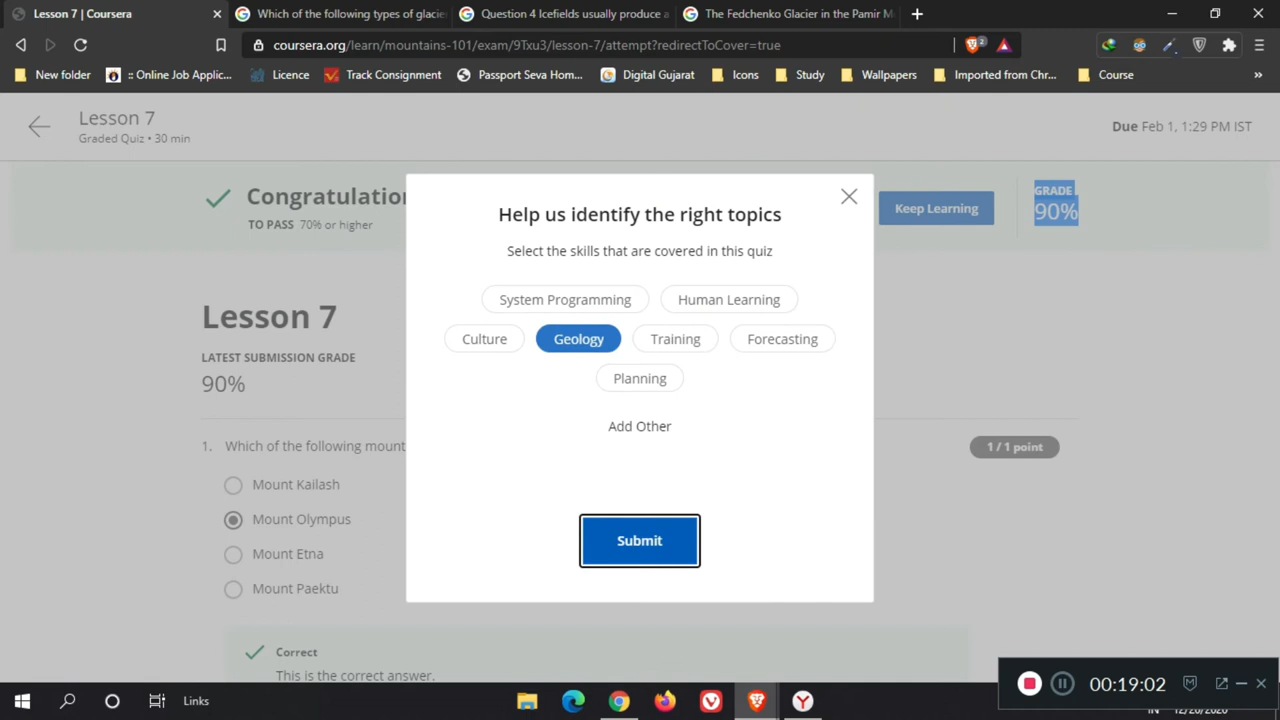 Lesson 7 | Coursera
Which of the following types of glacie
Question 4 Icefields usually produce a
The Fedchenko Glacier in the Pamir M
coursera.org/learn/mountains-101/exam/9Txu3/lesson-7/attempt?redirectToCover=true
2
New folder
:: Online Job Applic...
Licence
Track Consignment
Passport Seva Hom...
Digital Gujarat
Icons
Study
Wallpapers
Imported from Chr...
Course
»
Lesson 7
Graded Quiz • 30 min
Due Feb 1, 1:29 PM IST
Congratulation
TO PASS 70% or higher
Keep Learning
GRADE
90%
Help us identify the right topics
Select the skills that are covered in this quiz
System Programming
Human Learning
Culture
Geology
Training
Forecasting
Planning
Add Other
Submit
Lesson 7
LATEST SUBMISSION GRADE
90%
1. Which of the following mount
1 / 1 point
Mount Kailash
Mount Olympus
Mount Etna
Mount Paektu
Correct
This is the correct answer.
00:19:02
Links